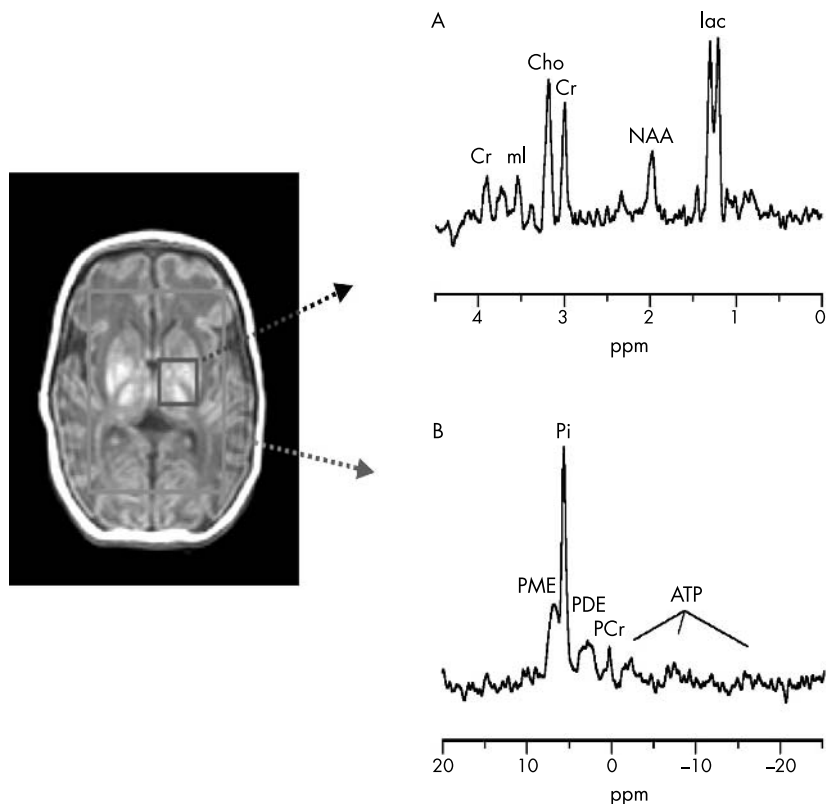 A
lac
Cho
Cr
NAA
Cr
mI
4 3 2 1 0
ppm
B
Pi
PME
PDE
ATP
PCr
20 10 0 −10 −20
ppm